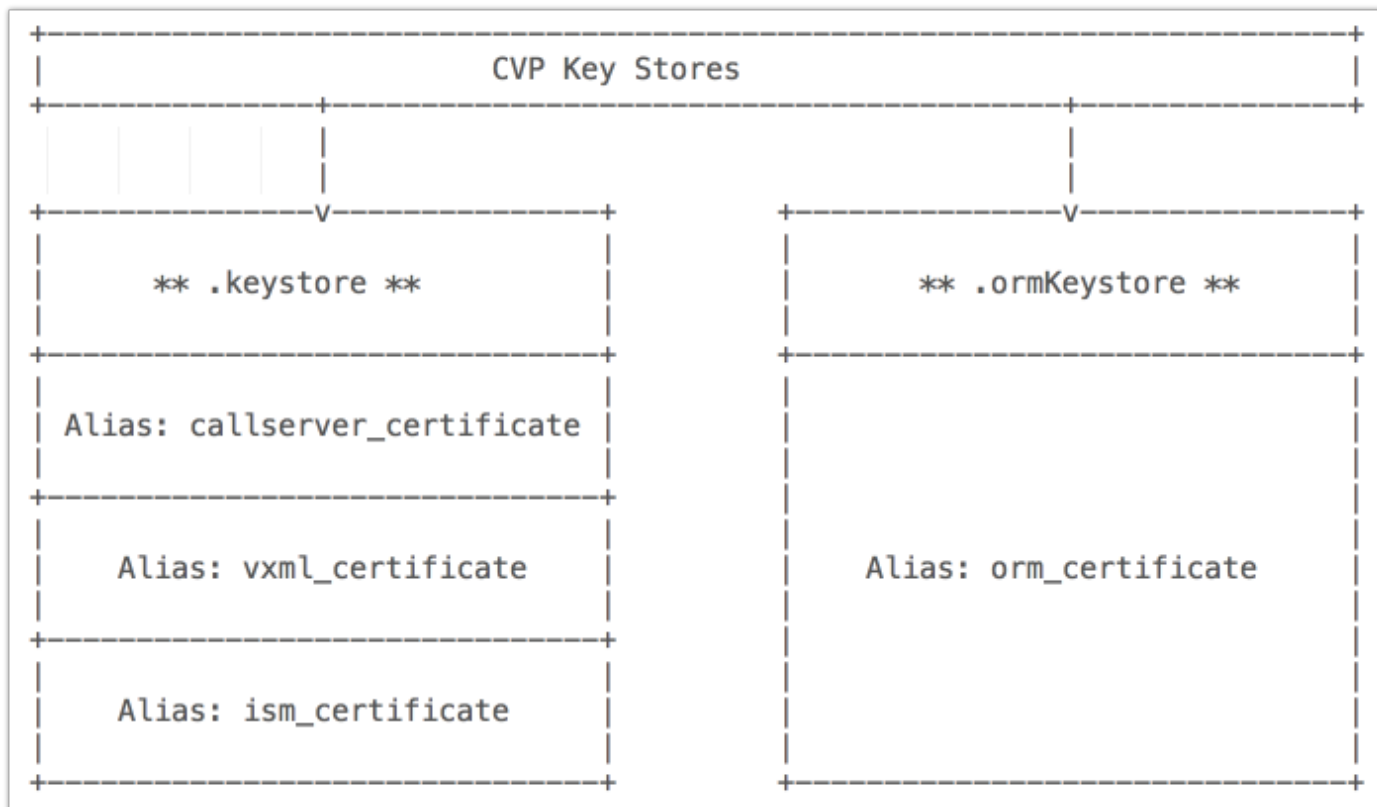 CVP Key Stores
** .keystore **
Alias: callserver_certificate
Alias: vxml_certificate
Alias: ism_certificate
** .ormKeystore **
Alias: orm_certificate